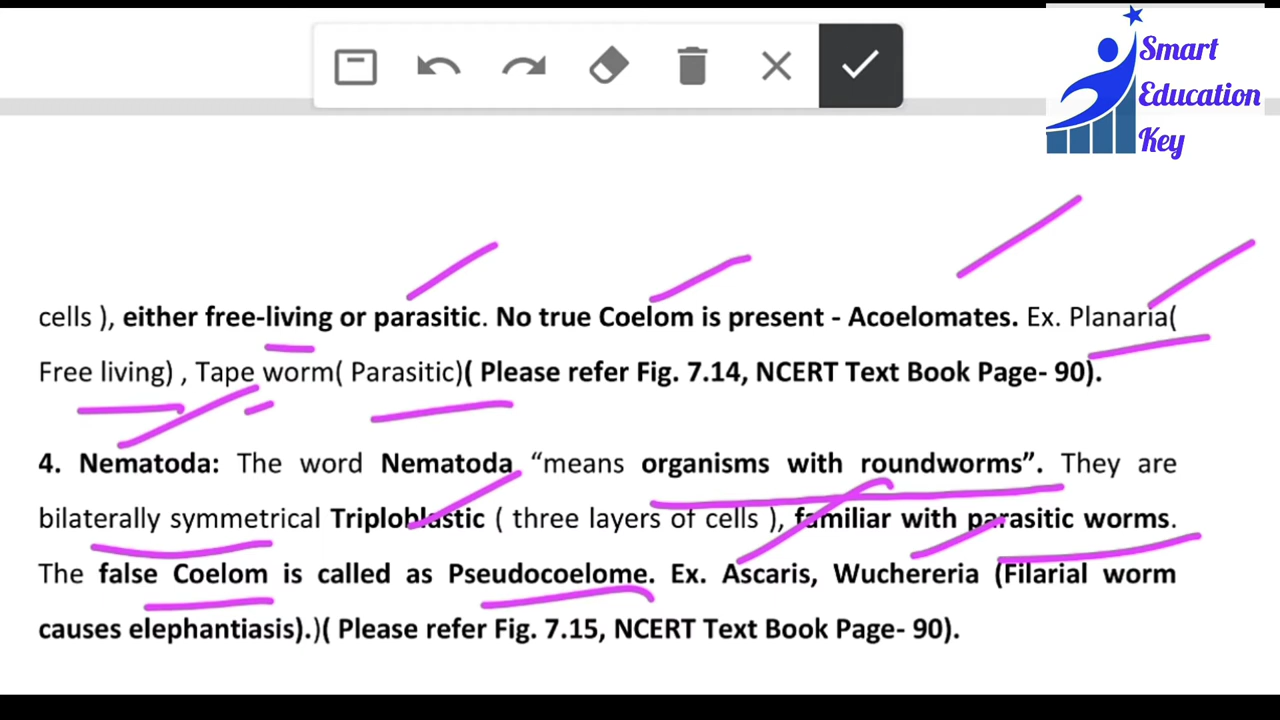 Smart
Education
Key
cells ), either free-living or parasitic. No true Coelom is present - Acoelomates. Ex. Planaria(
Free living) , Tape worm( Parasitic)( Please refer Fig. 7.14, NCERT Text Book Page- 90).
4. Nematoda: The word Nematoda “means organisms with roundworms”. They are
bilaterally symmetrical Triploblastic ( three layers of cells ), familiar with parasitic worms.
The false Coelom is called as Pseudocoelome. Ex. Ascaris, Wuchereria (Filarial worm
causes elephantiasis).)( Please refer Fig. 7.15, NCERT Text Book Page- 90).